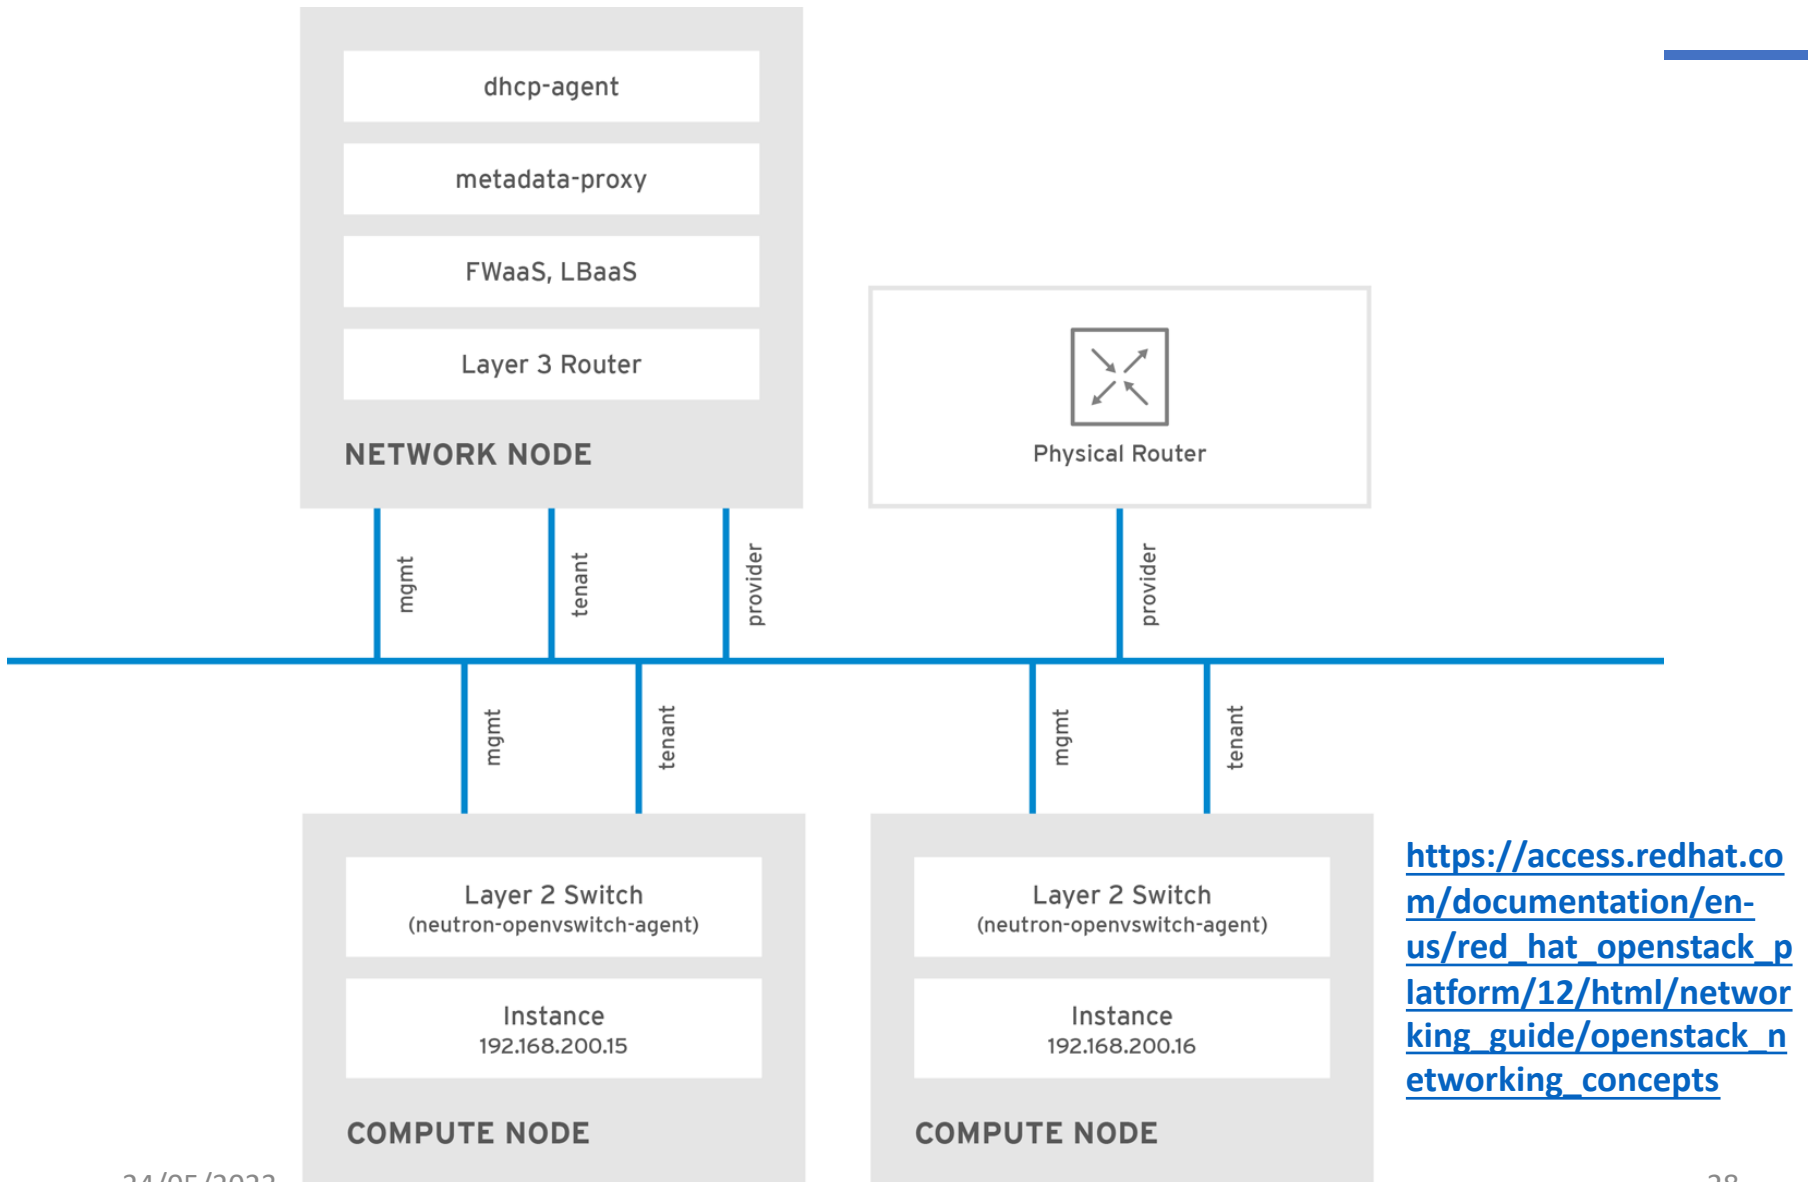 dhcp-agent
metadata-proxy
FWaaS, LBaaS
Layer 3 Router
NETWORK NODE
Physical Router
mgmt
tenant
provider
provider
mgmt
tenant
mgmt
tenant
Layer 2 Switch
(neutron-openvswitch-agent)
Instance
192.168.200.15
COMPUTE NODE
Layer 2 Switch
(neutron-openvswitch-agent)
Instance
192.168.200.16
COMPUTE NODE
https://access.redhat.co
m/documentation/en-
us/red_hat_openstack_p
latform/12/html/networ
king_guide/openstack_n
etworking_concepts